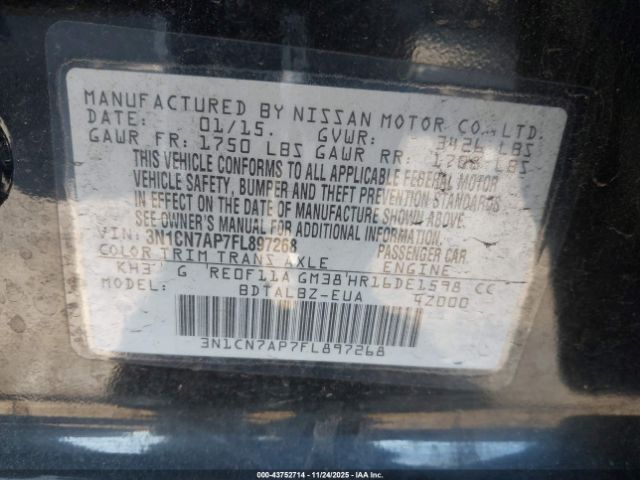 MANUFACTURED BY NISSAN MOTOR CO., LTD.
DATE: 01/15. GVWR: 3426 LBS
GAWR FR: 1750 LBS GAWR RR: 1708 LBS
THIS VEHICLE CONFORMS TO ALL APPLICABLE FEDERAL MOTOR
VEHICLE SAFETY, BUMPER AND THEFT PREVENTION STANDARDS
IN EFFECT ON THE DATE OF MANUFACTURE SHOWN ABOVE.
-SEE OWNER'S MANUAL OR INFORMATION
VIN: 3N1CN7AP7FL897268 PASSENGER CAR.
COLOR TRIM TRANS AXLE ENGINE
KH3 G RE0F11A GM38 HR16DE1598 CC
MODEL: BDTALBZ-EUA 4Z000
3N1CN7AP7FL897268
000-43752714 - 11/24/2025 - Copyright IAA, Inc.